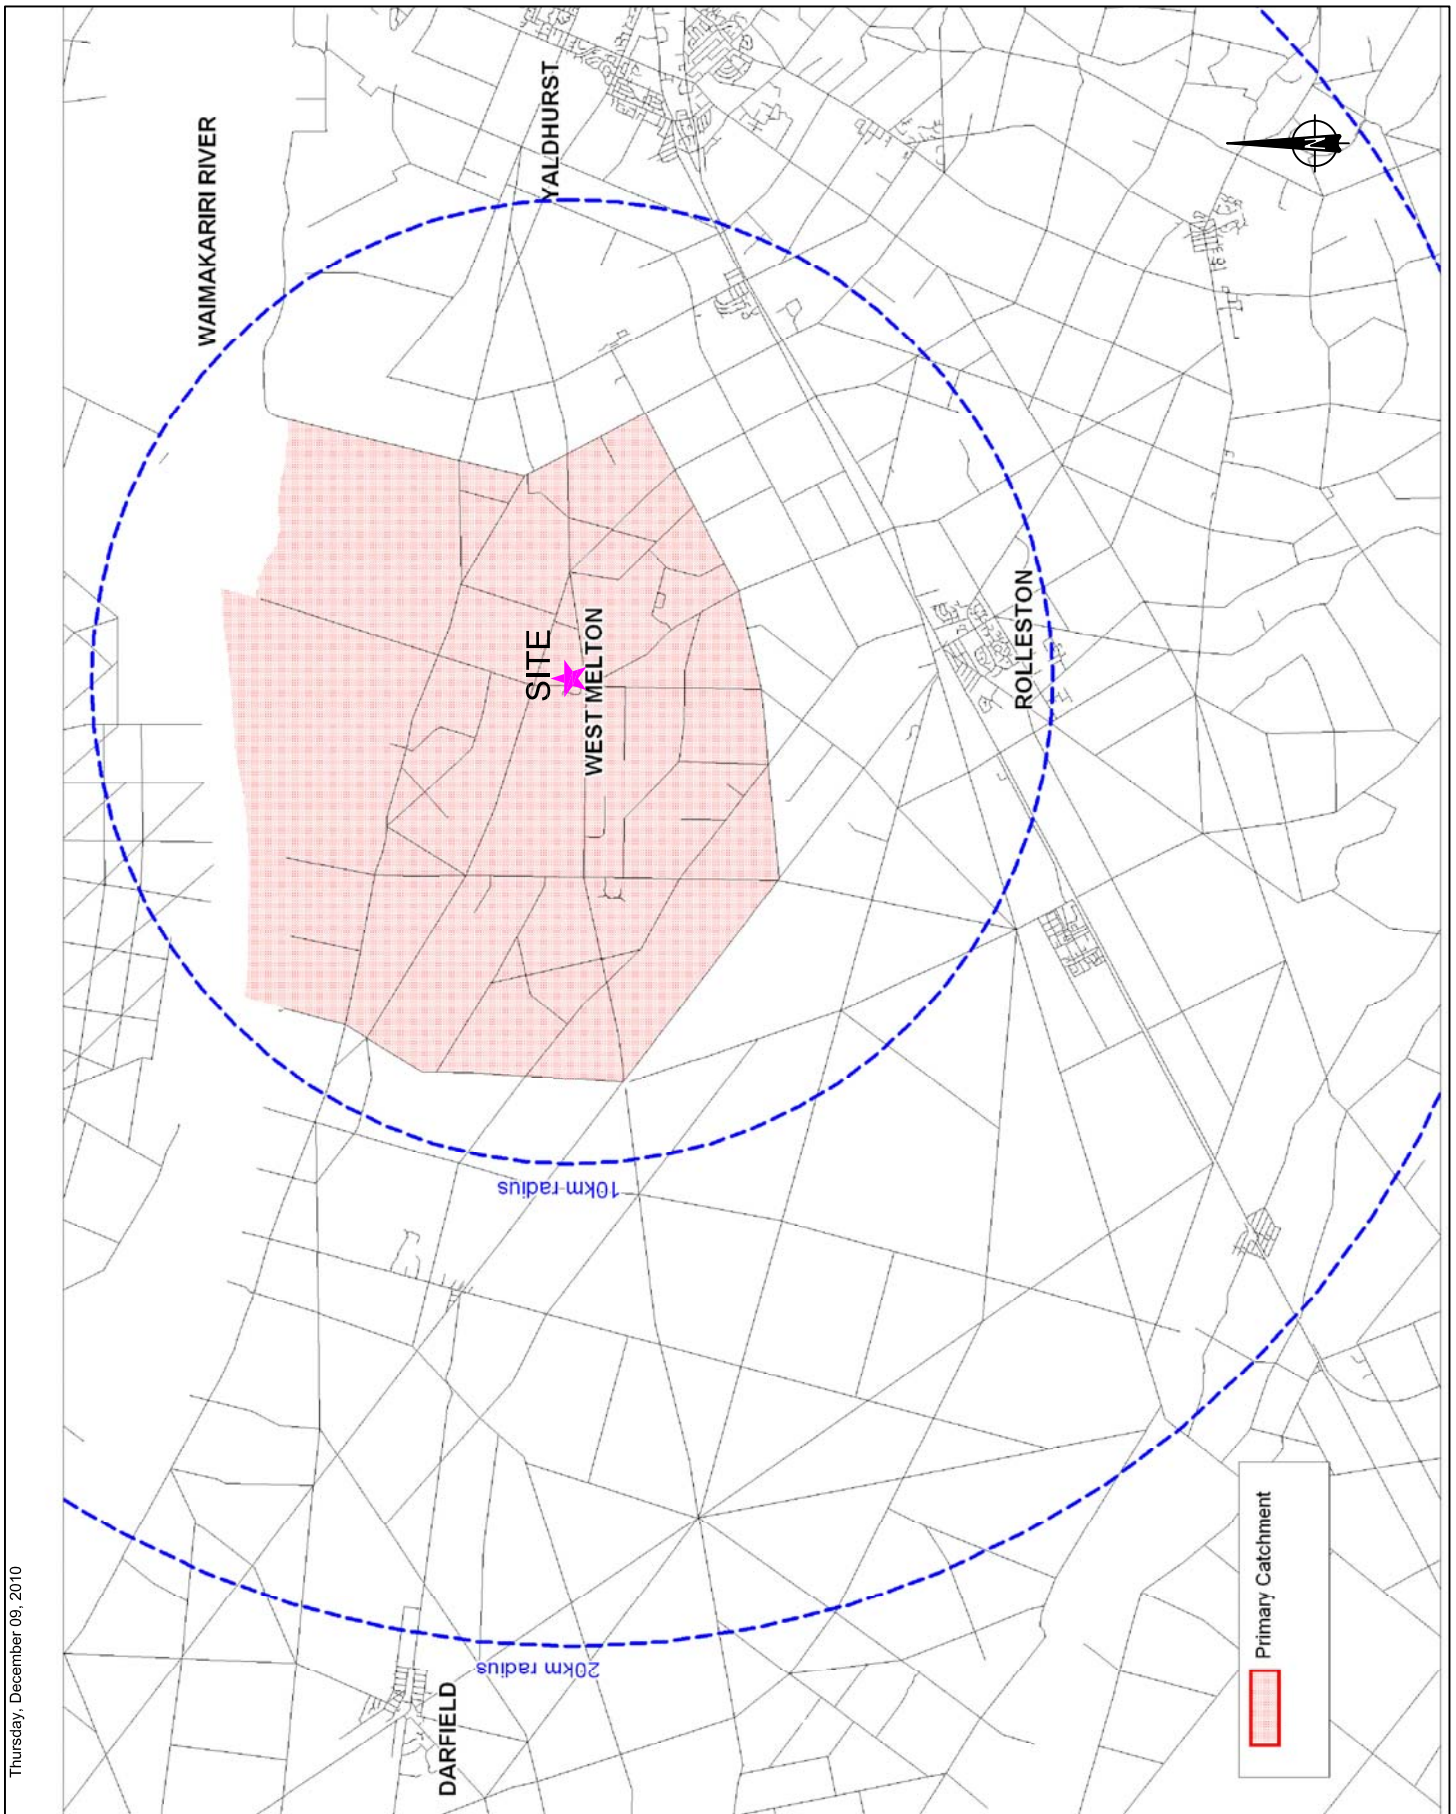 Thursday, December 09, 2010
WAIMAKARIRI RIVER
YALDHURST
SITE
WEST MELTON
ROLLESTON
10km radius
20km radius
DARFIELD
Primary Catchment
N